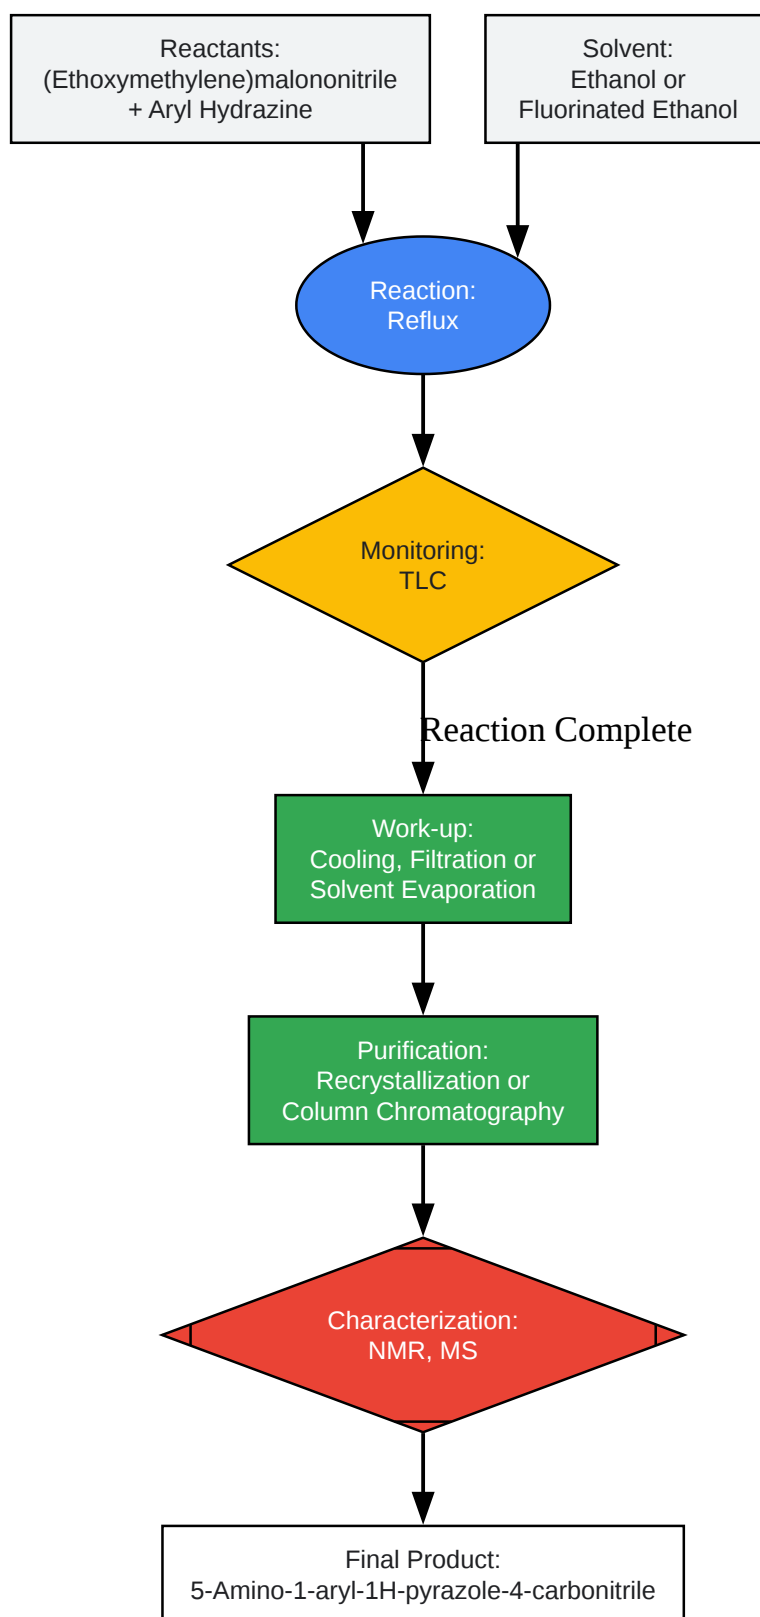 Reactants:
(Ethoxymethylene)malononitrile
+ Aryl Hydrazine
Solvent:
Ethanol or
Fluorinated Ethanol
Reaction:
Reflux
Monitoring:
TLC
Reaction Complete
Work-up:
Cooling, Filtration or
Solvent Evaporation
Purification:
Recrystallization or
Column Chromatography
Characterization:
NMR, MS
Final Product:
5-Amino-1-aryl-1H-pyrazole-4-carbonitrile